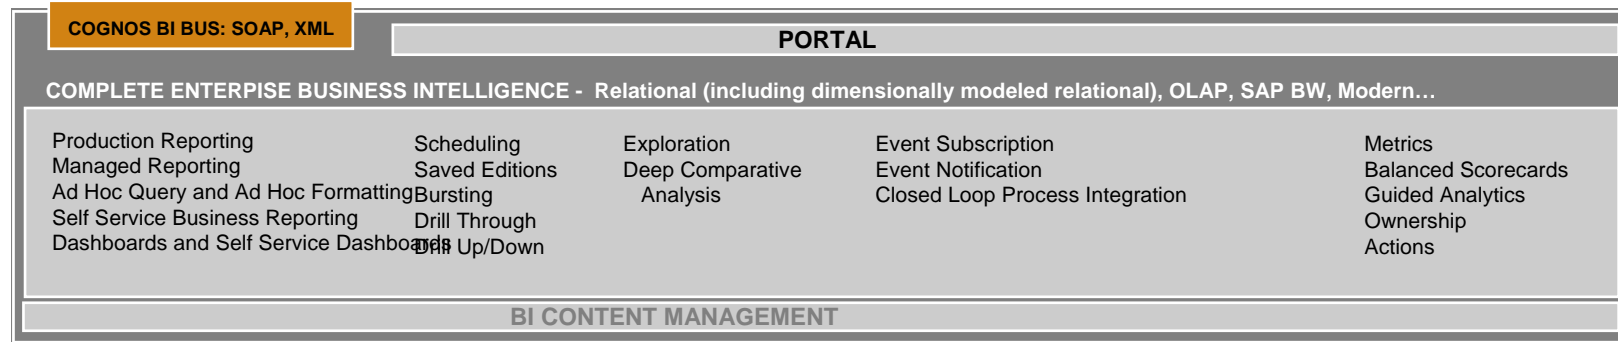 COGNOS BI BUS: SOAP, XML
PORTAL
COMPLETE ENTERPISE BUSINESS INTELLIGENCE - Relational (including dimensionally modeled relational), OLAP, SAP BW, Modern…
Production Reporting
Managed Reporting
Ad Hoc Query and Ad Hoc Formatting
Self Service Business Reporting
Dashboards and Self Service Dashboards
Scheduling
Saved Editions
Bursting
Drill Through
Drill Up/Down
Exploration
Deep Comparative
Analysis
Event Subscription
Event Notification
Closed Loop Process Integration
Metrics
Balanced Scorecards
Guided Analytics
Ownership
Actions
BI CONTENT MANAGEMENT